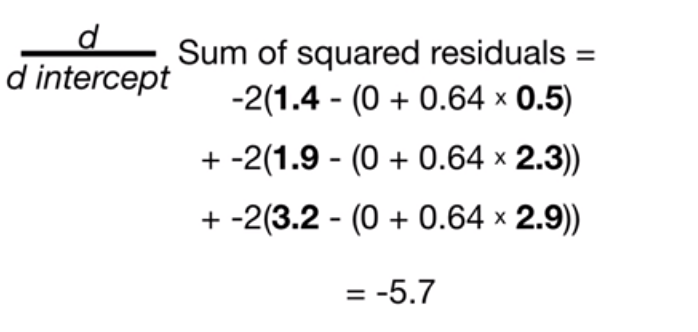 d
d intercept
Sum of squared residuals =
-2(1.4 - (0 + 0.64 × 0.5)
+ -2(1.9 - (0 + 0.64 × 2.3))
+ -2(3.2 - (0 + 0.64 × 2.9))
= -5.7